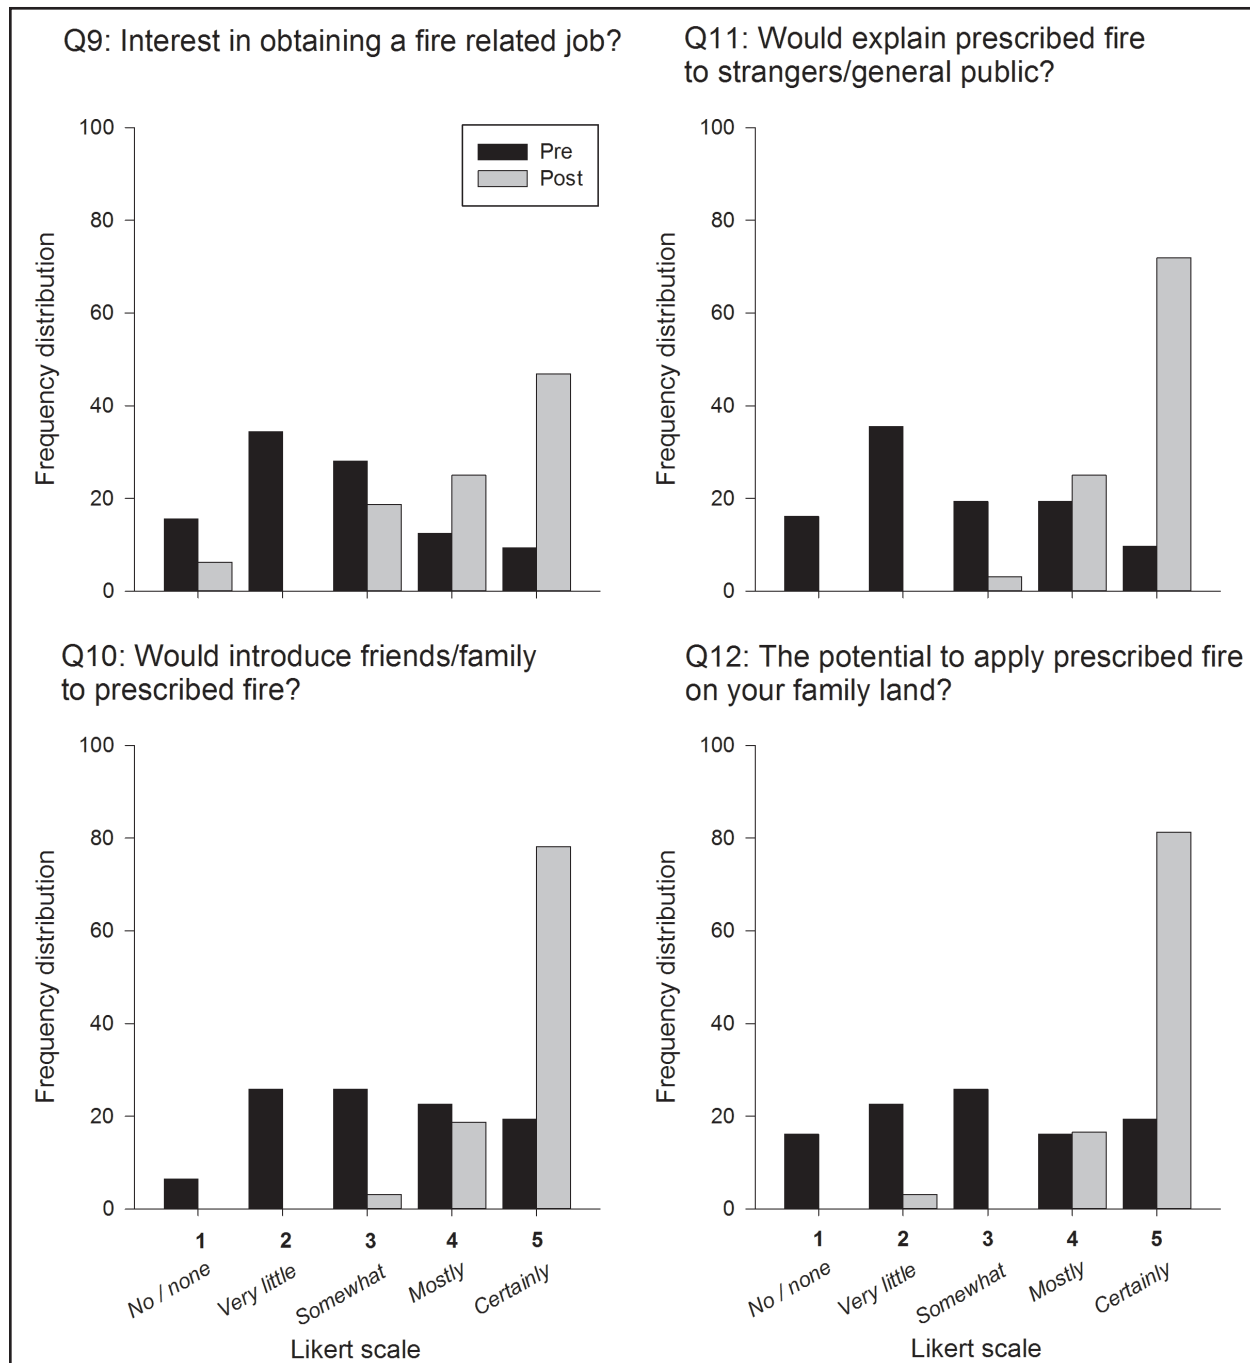 Q9: Interest in obtaining a fire related job?
Frequency distribution
100
80
60
40
20
0
Pre
Post
Q11: Would explain prescribed fire
to strangers/general public?
Frequency distribution
100
80
60
40
20
0
Q10: Would introduce friends/family
to prescribed fire?
Frequency distribution
100
80
60
40
20
0
1 2 3 4 5
No / none Very little Somewhat Mostly Certainly
Likert scale
Q12: The potential to apply prescribed fire
on your family land?
Frequency distribution
100
80
60
40
20
0
1 2 3 4 5
No / none Very little Somewhat Mostly Certainly
Likert scale